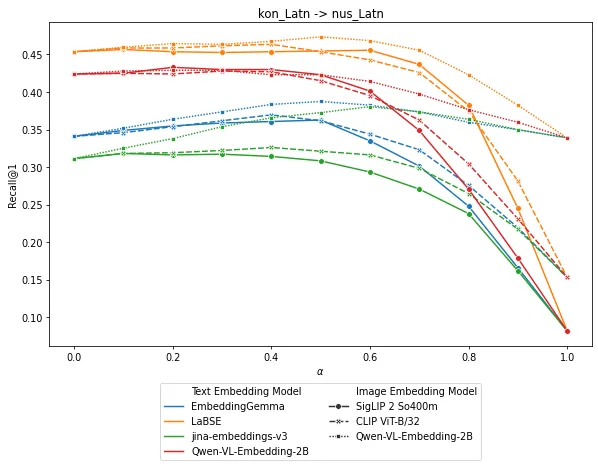 kon_Latn -> nus_Latn
Recall@1
0.45
0.40
0.35
0.30
0.25
0.20
0.15
0.10
0.0 0.2 0.4 0.6 0.8 1.0
α
Text Embedding Model Image Embedding Model
EmbeddingGemma SigLIP 2 So400m
LaBSE CLIP ViT-B/32
jina-embeddings-v3 Qwen-VL-Embedding-2B
Qwen-VL-Embedding-2B